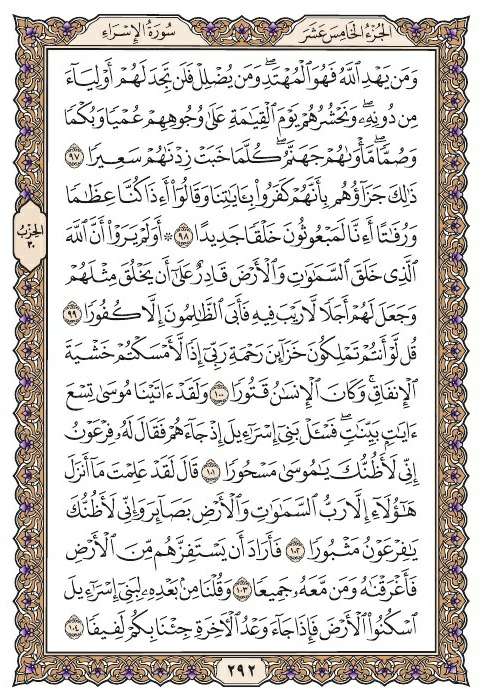 الجزء الخامس عشر
سورة الإسراء
وَمَن يَهْدِ ٱللَّهُ فَهُوَ ٱلْمُهْتَدِ ۖ وَمَن يُضْلِلْ فَلَن تَجِدَ لَهُمْ أَوْلِيَآءَ
مِن دُونِهِۦ ۖ وَنَحْشُرُهُمْ يَوْمَ ٱلْقِيَـٰمَةِ عَلَىٰ وُجُوهِهِمْ عُمْيًا وَبُكْمًا
وَصُمًّا ۖ مَّأْوَىٰهُمْ جَهَنَّمُ ۖ كُلَّمَا خَبَتْ زِدْنَـٰهُمْ سَعِيرًا ٩٧
ذَٰلِكَ جَزَآؤُهُم بِأَنَّهُمْ كَفَرُوا۟ بِـَٔايَـٰتِنَا وَقَالُوٓا۟ أَءِذَا كُنَّا عِظَـٰمًا
وَرُفَـٰتًا أَءِنَّا لَمَبْعُوثُونَ خَلْقًا جَدِيدًا ٩٨ ۞ أَوَلَمْ يَرَوْا۟ أَنَّ ٱللَّهَ
ٱلَّذِى خَلَقَ ٱلسَّمَـٰوَٰتِ وَٱلْأَرْضَ قَادِرٌ عَلَىٰٓ أَن يَخْلُقَ مِثْلَهُمْ
وَجَعَلَ لَهُمْ أَجَلًا لَّا رَيْبَ فِيهِ فَأَبَى ٱلظَّـٰلِمُونَ إِلَّا كُفُورًا ٩٩
قُل لَّوْ أَنتُمْ تَمْلِكُونَ خَزَآئِنَ رَحْمَةِ رَبِّىٓ إِذًا لَّأَمْسَكْتُمْ خَشْيَةَ
ٱلْإِنفَاقِ ۚ وَكَانَ ٱلْإِنسَـٰنُ قَتُورًا ١٠٠ وَلَقَدْ ءَاتَيْنَا مُوسَىٰ تِسْعَ
ءَايَـٰتٍۭ بَيِّنَـٰتٍ ۖ فَسْـَٔلْ بَنِىٓ إِسْرَٰٓءِيلَ إِذْ جَآءَهُمْ فَقَالَ لَهُۥ فِرْعَوْنُ
إِنِّى لَأَظُنُّكَ يَـٰمُوسَىٰ مَسْحُورًا ١٠١ قَالَ لَقَدْ عَلِمْتَ مَآ أَنزَلَ
هَـٰٓؤُلَآءِ إِلَّا رَبُّ ٱلسَّمَـٰوَٰتِ وَٱلْأَرْضِ بَصَآئِرَ وَإِنِّى لَأَظُنُّكَ
يَـٰفِرْعَوْنُ مَثْبُورًا ١٠٢ فَأَرَادَ أَن يَسْتَفِزَّهُم مِّنَ ٱلْأَرْضِ
فَأَغْرَقْنَـٰهُ وَمَن مَّعَهُۥ جَمِيعًا ١٠٣ وَقُلْنَا مِنۢ بَعْدِهِۦ لِبَنِىٓ إِسْرَٰٓءِيلَ
ٱسْكُنُوا۟ ٱلْأَرْضَ فَإِذَا جَآءَ وَعْدُ ٱلْـَٔاخِرَةِ جِئْنَا بِكُمْ لَفِيفًا ١٠٤
الحزب
٣٠
٢٩٢